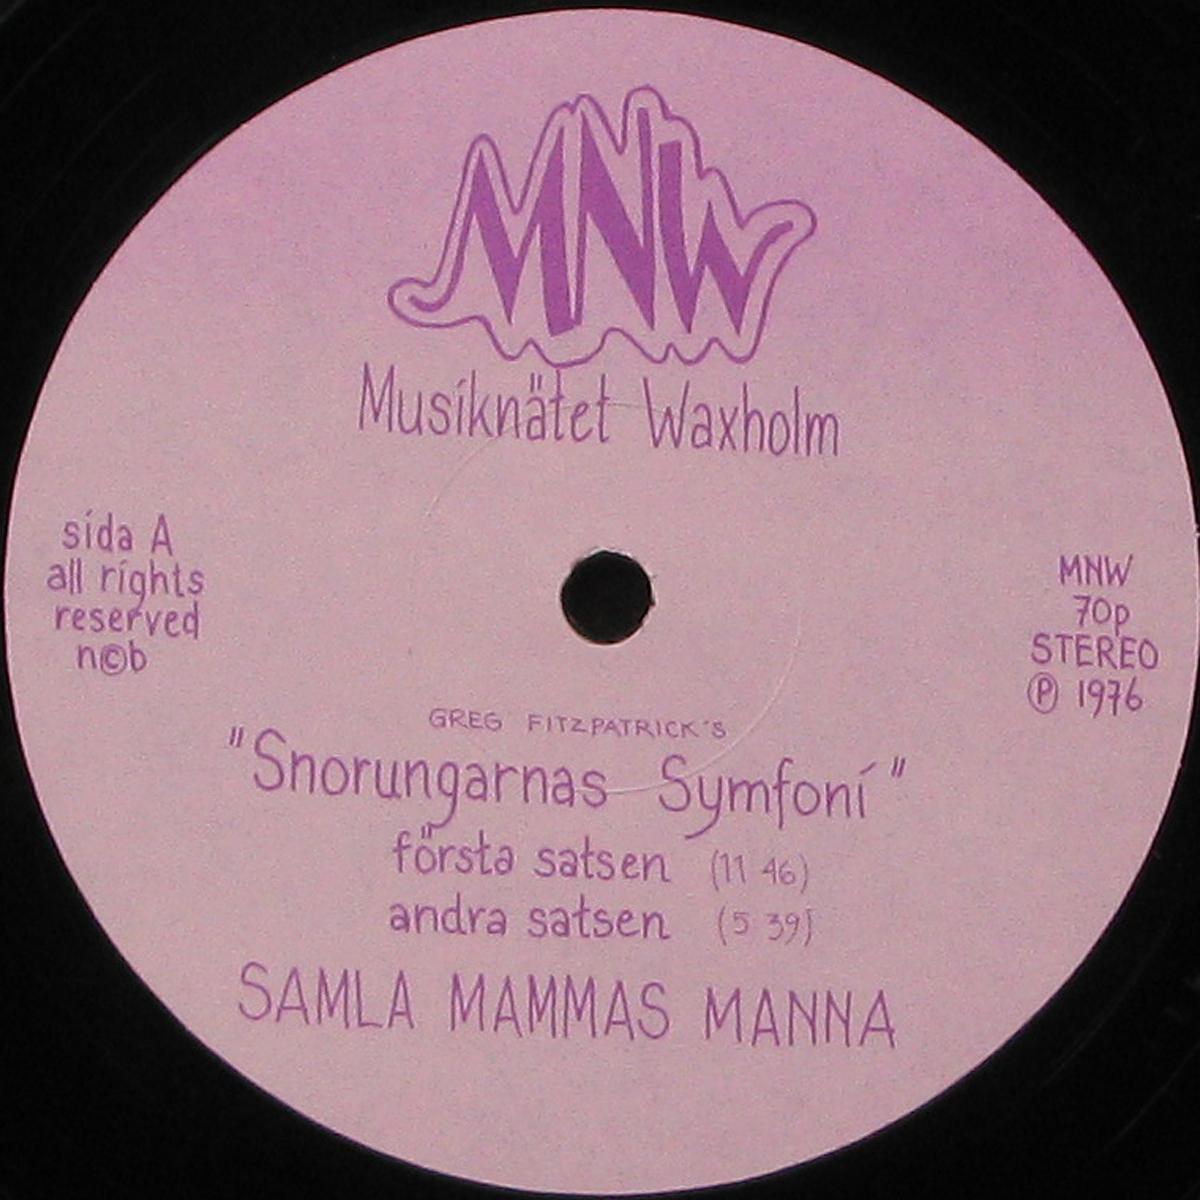 MNW
Musiknätet Waxholm
sida A
all rights
reserved
n©b
MNW
70p
STEREO
℗ 1976
GREG FITZPATRICK'S
"Snorungarnas Symfoni"
första satsen (11 46)
andra satsen (5 39)
SAMLA MAMMAS MANNA